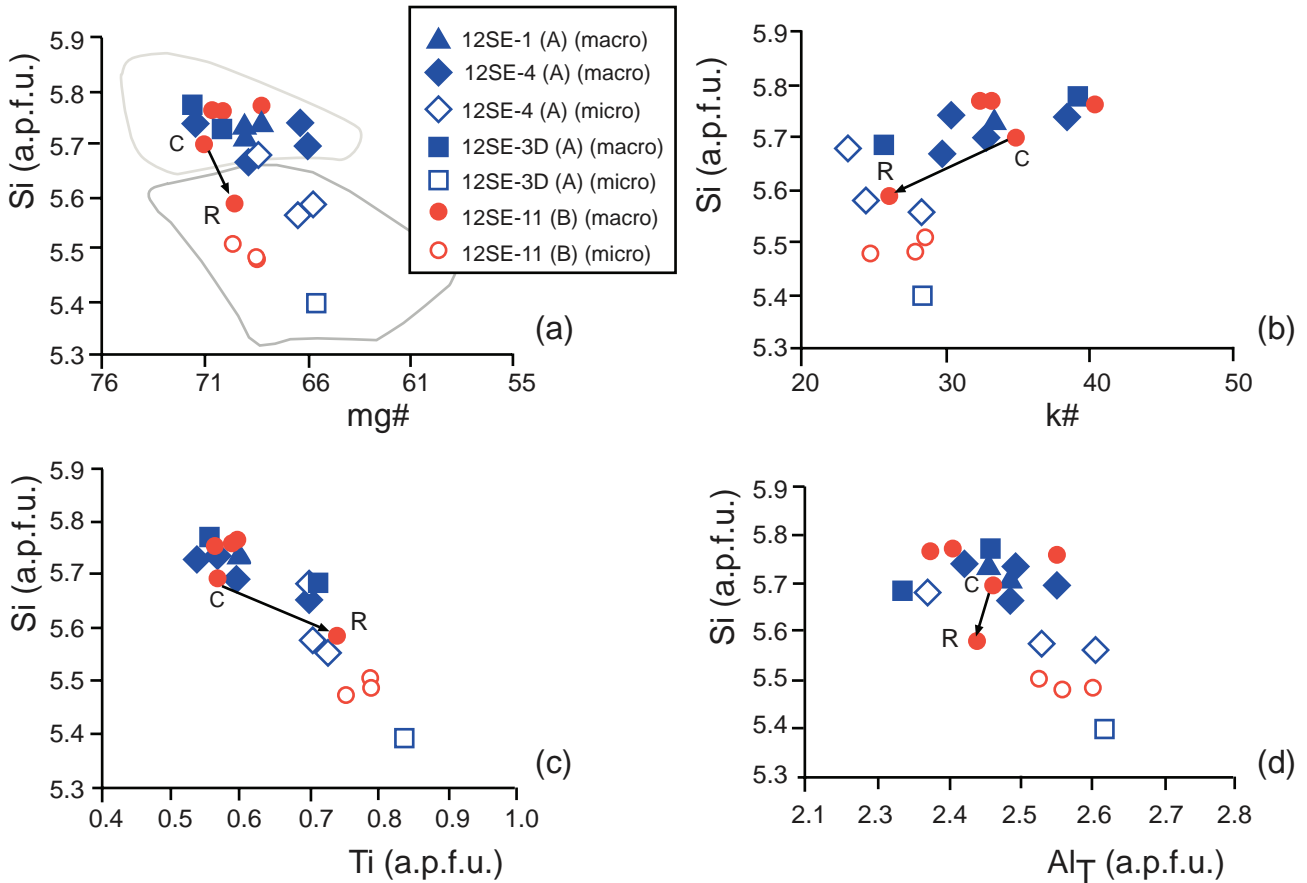 5.9
5.8
5.7
5.6
5.5
5.4
5.3
Si (a.p.f.u.)
C
R
76 71 66 61 55
mg#
(a)
12SE-1 (A) (macro)
12SE-4 (A) (macro)
12SE-4 (A) (micro)
12SE-3D (A) (macro)
12SE-3D (A) (micro)
12SE-11 (B) (macro)
12SE-11 (B) (micro)
5.9
5.8
5.7
5.6
5.5
5.4
5.3
Si (a.p.f.u.)
R
C
20 30 40 50
k#
(b)
5.9
5.8
5.7
5.6
5.5
5.4
5.3
Si (a.p.f.u.)
C
R
0.4 0.5 0.6 0.7 0.8 0.9 1.0
Ti (a.p.f.u.)
(c)
5.9
5.8
5.7
5.6
5.5
5.4
5.3
Si (a.p.f.u.)
C
R
2.1 2.3 2.4 2.5 2.6 2.7 2.8
AlT (a.p.f.u.)
(d)